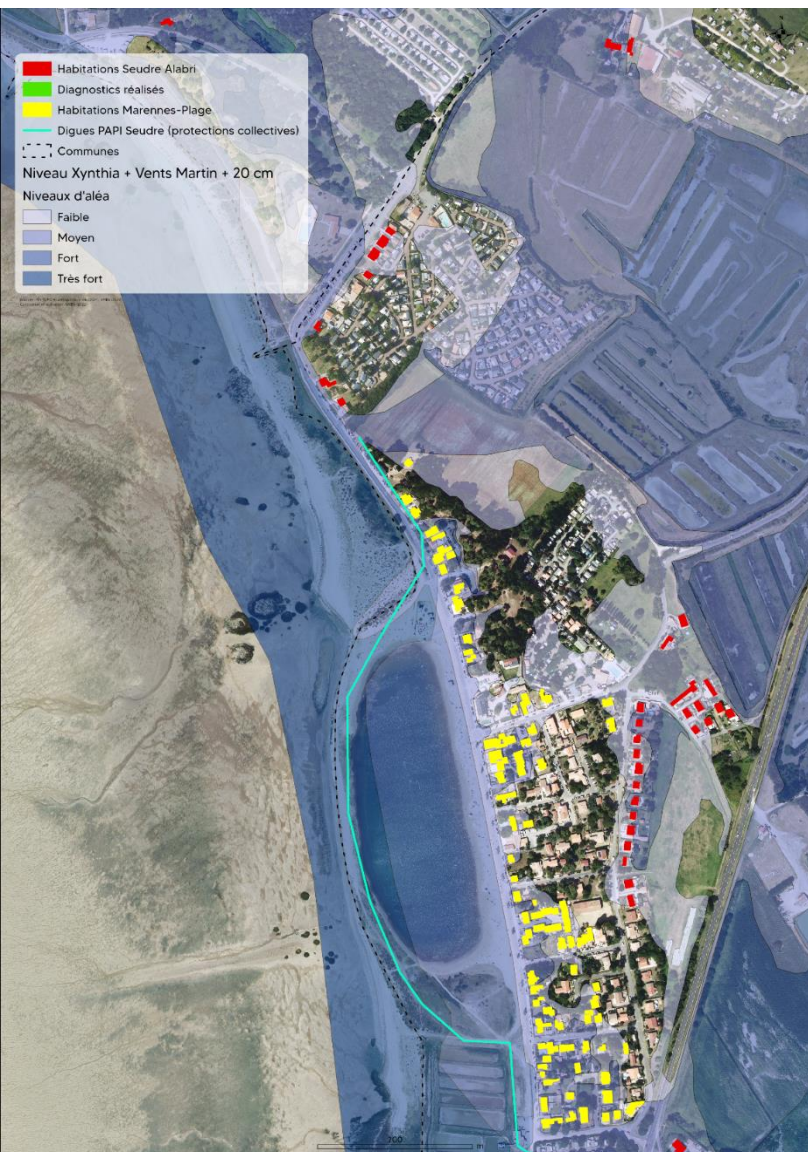 Habitations Seudre Alabri
Diagnostics réalisés
Habitations Marennes-Plage
Digues PAPI Seudre (protections collectives)
Communes
Niveau Xynthia + Vents Martin + 20 cm
Niveaux d'aléa
Faible
Moyen
Fort
Très fort
100
m